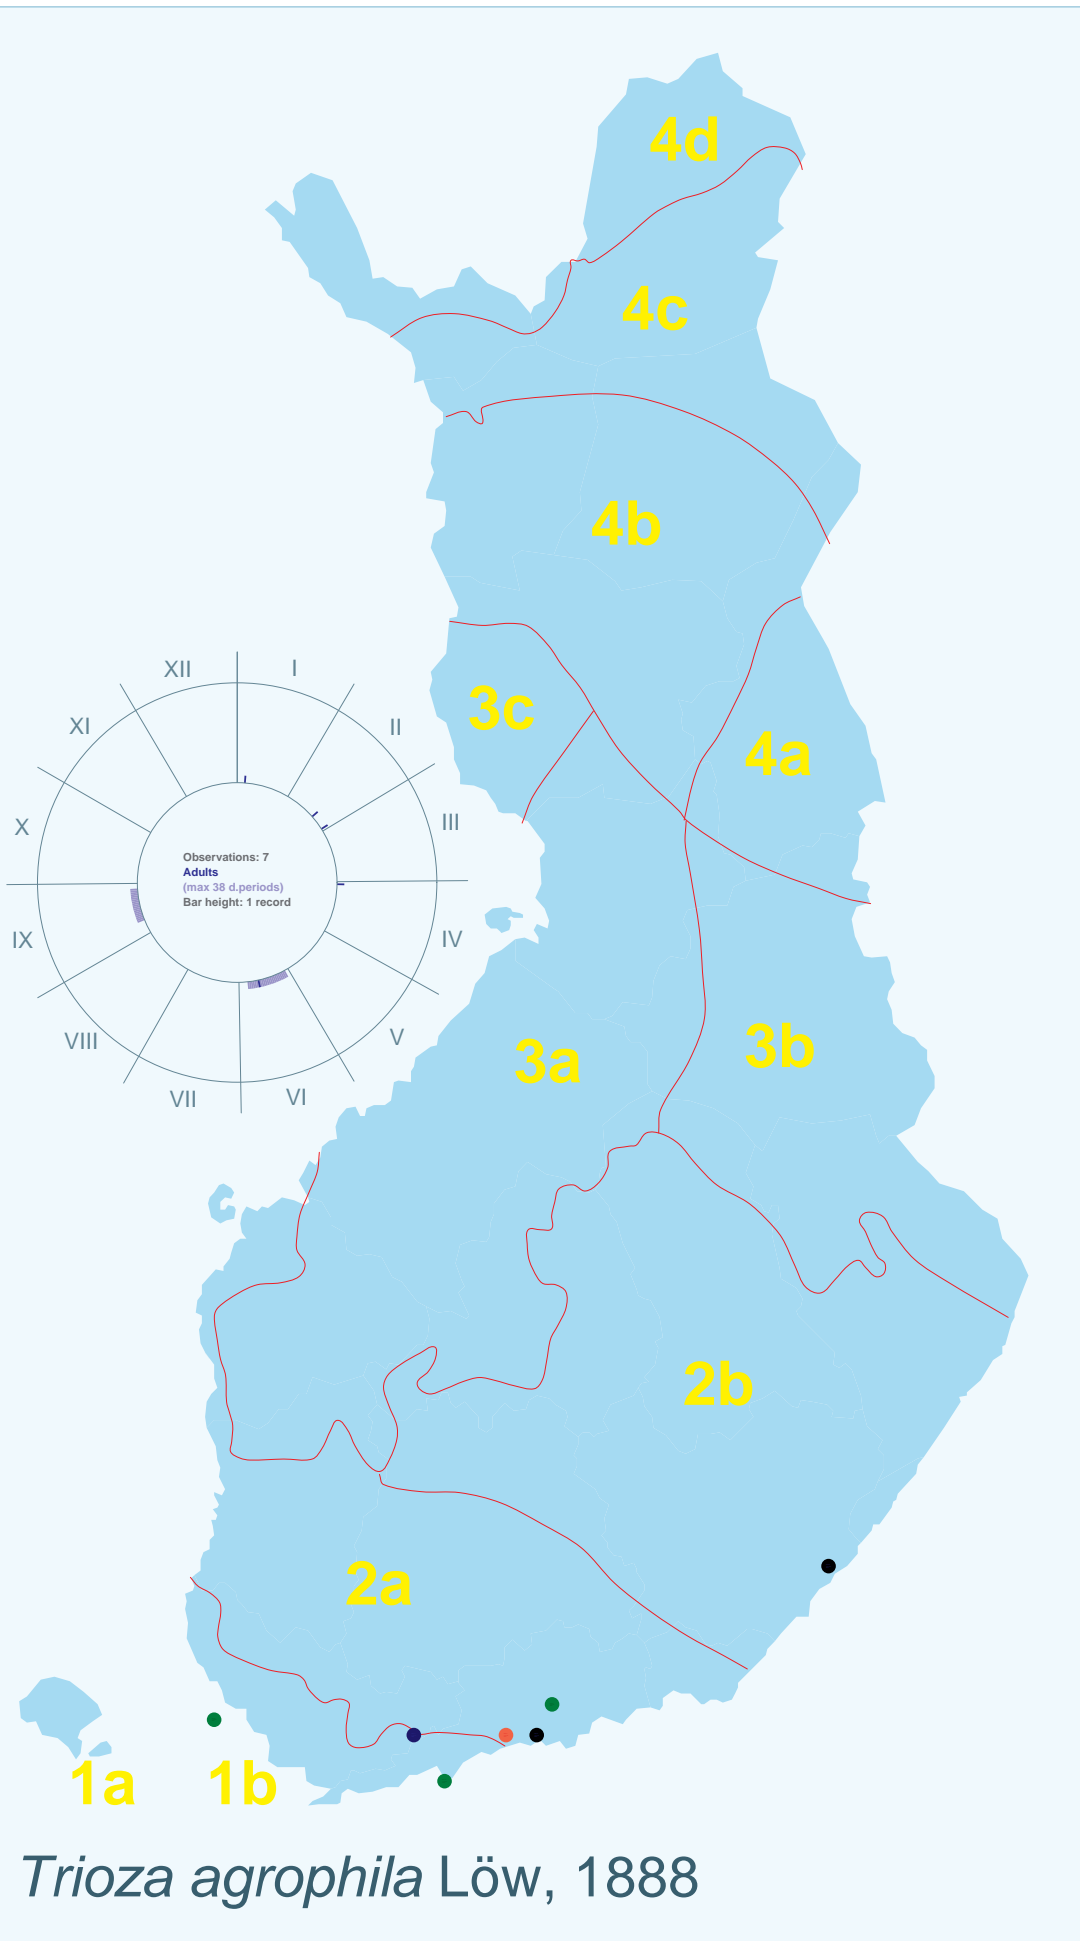 4d
4c
4b
3c
4a
XII
I
XI
II
X
III
Observations: 7
Adults
(max 38 d.periods)
Bar height: 1 record
IX
IV
VIII
V
VII
VI
3a
3b
2b
2a
1a
1b
Trioza agrophila Löw, 1888